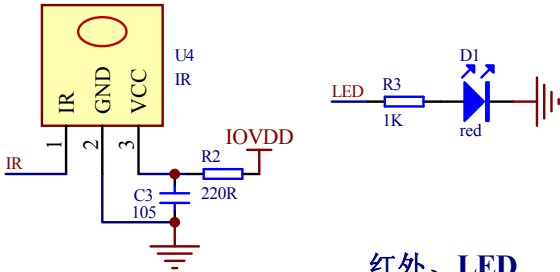 U4
IR
IR
GND
VCC
1
2
3
IR
IOVDD
R2
220R
C3
105
D1
LED
R3
1K
red
红外、LED